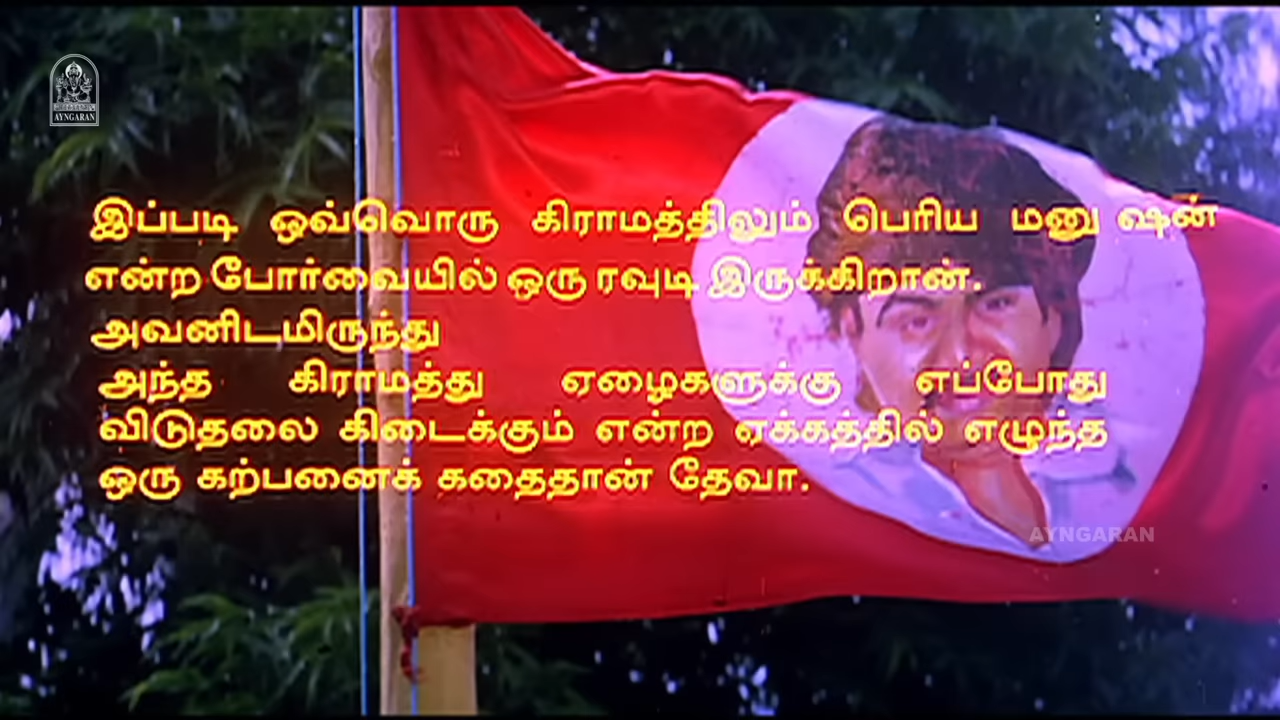 AYNGARAN
இப்படி ஒவ்வொரு கிராமத்திலும் பெரிய மனுஷன்
என்ற போர்வையில் ஒரு ரவுடி இருக்கிறான்.
அவனிடமிருந்து
அந்த கிராமத்து ஏழைகளுக்கு எப்போது
விடுதலை கிடைக்கும் என்ற ஏக்கத்தில் எழுந்த
ஒரு கற்பனைக் கதைதான் தேவா.
AYNGARAN